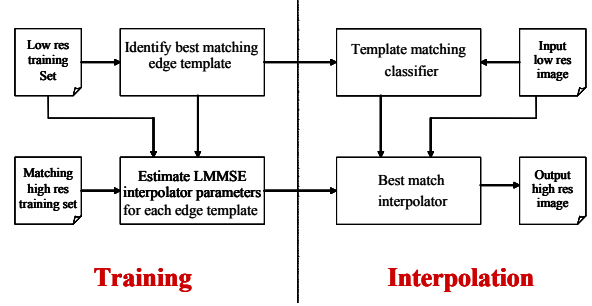 Low res
training
Set
Identify best matching
edge template
Template matching
classifier
Input
low res
image
Matching
high res
training set
Estimate LMMSE
interpolator parameters
for each edge template
Best match
interpolator
Output
high res
image
Training
Interpolation